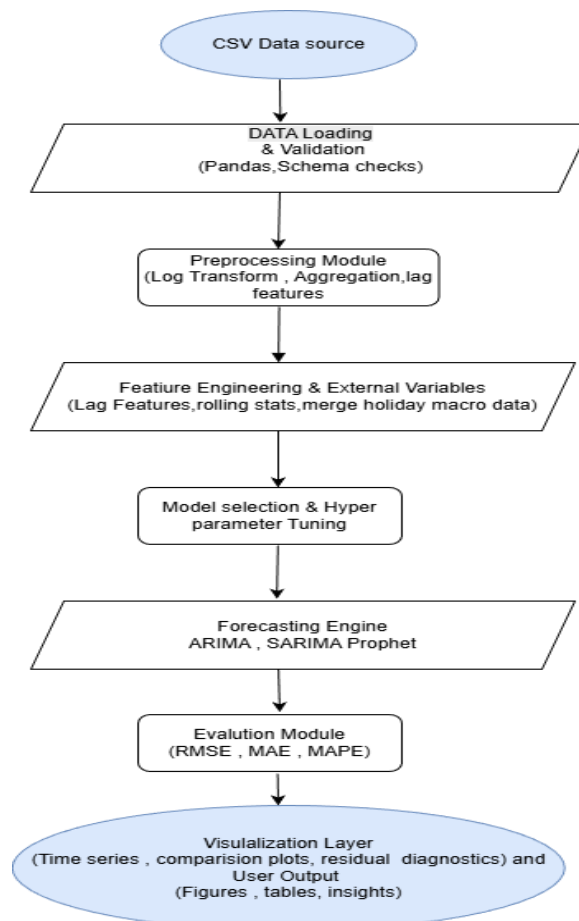 CSV Data source
DATA Loading
& Validation
(Pandas,Schema checks)
Preprocessing Module
(Log Transform , Aggregation,lag
features
Featiure Engineering & External Variables
(Lag Features,rolling stats,merge holiday macro data)
Model selection & Hyper
parameter Tuning
Forecasting Engine
ARIMA , SARIMA Prophet
Evalution Module
(RMSE , MAE , MAPE)
Visulalization Layer
(Time series , comparision plots, residual diagnostics) and
User Output
(Figures , tables, insights)